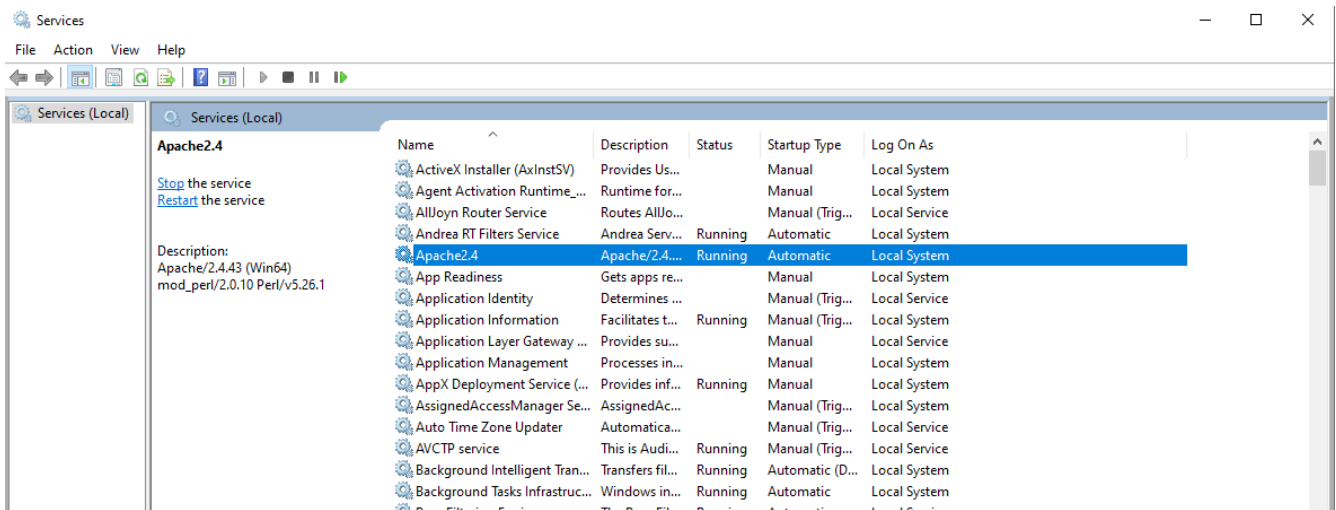 Services
File Action View Help
Services (Local)
Services (Local)
Apache2.4
Stop the service
Restart the service
Description:
Apache/2.4.43 (Win64)
mod_perl/2.0.10 Perl/v5.26.1
Name Description Status Startup Type Log On As
ActiveX Installer (AxInstSV) Provides Us... Manual Local System
Agent Activation Runtime_... Runtime for... Manual Local System
AllJoyn Router Service Routes AllJo... Manual (Trig... Local Service
Andrea RT Filters Service Andrea Serv... Running Automatic Local System
Apache2.4 Apache/2.4.... Running Automatic Local System
App Readiness Gets apps re... Manual Local System
Application Identity Determines ... Manual (Trig... Local Service
Application Information Facilitates t... Running Manual (Trig... Local System
Application Layer Gateway ... Provides su... Manual Local Service
Application Management Processes in... Manual Local System
AppX Deployment Service (... Provides inf... Running Manual Local System
AssignedAccessManager Se... AssignedAc... Manual (Trig... Local System
Auto Time Zone Updater Automatica... Manual (Trig... Local Service
AVCTP service This is Audi... Running Manual (Trig... Local Service
Background Intelligent Tran... Transfers fil... Running Automatic (D... Local System
Background Tasks Infrastruc... Windows in... Running Automatic Local System